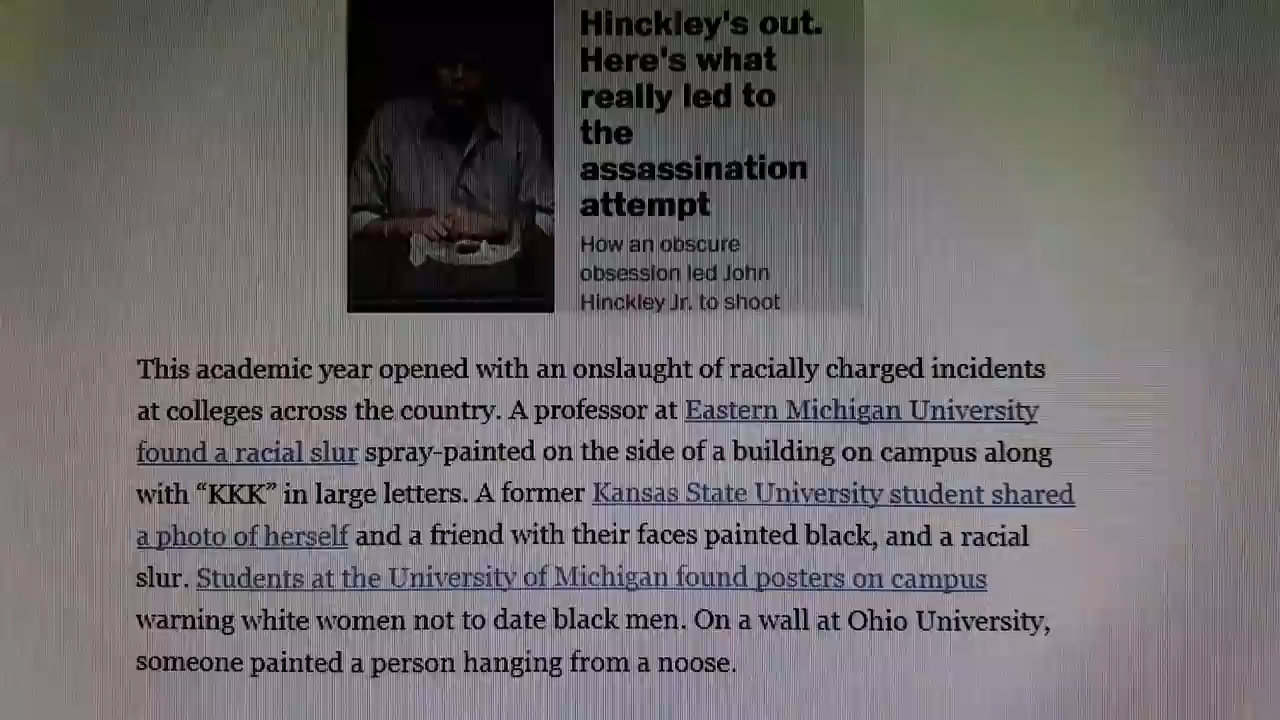 Hinckley's out.
Here's what
really led to
the
assassination
attempt
How an obscure
obsession led John
Hinckley Jr. to shoot
This academic year opened with an onslaught of racially charged incidents
at colleges across the country. A professor at Eastern Michigan University
found a racial slur spray-painted on the side of a building on campus along
with “KKK” in large letters. A former Kansas State University student shared
a photo of herself and a friend with their faces painted black, and a racial
slur. Students at the University of Michigan found posters on campus
warning white women not to date black men. On a wall at Ohio University,
someone painted a person hanging from a noose.